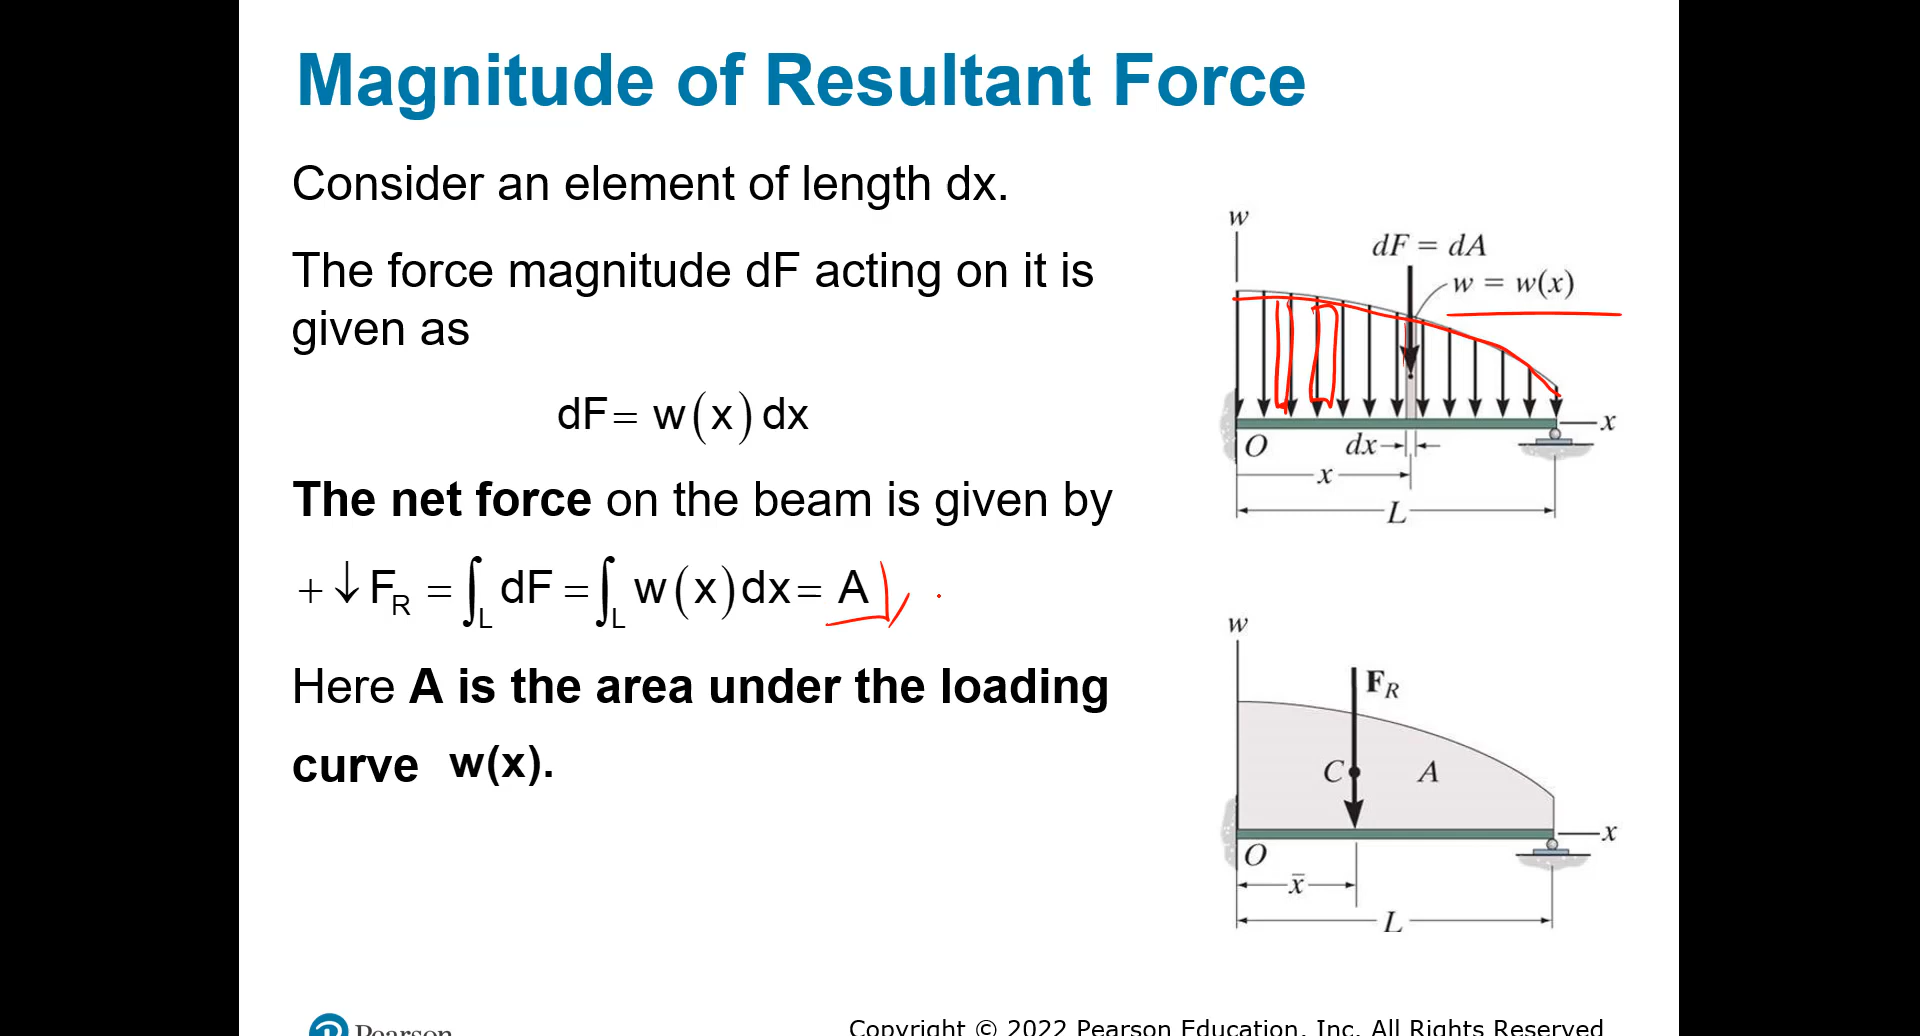 Magnitude of Resultant Force
Consider an element of length dx.
The force magnitude dF acting on it is
given as
dF= w(x) dx
The net force on the beam is given by
+ ↓ F_R = ∫_L dF = ∫_L w(x)dx = A
Here A is the area under the loading
curve w(x).
w
dF = dA
w = w(x)
x
O
dx
x
L
w
F_R
C
A
x
O
x̄
L
Pearson
Copyright © 2022 Pearson Education, Inc. All Rights Reserved